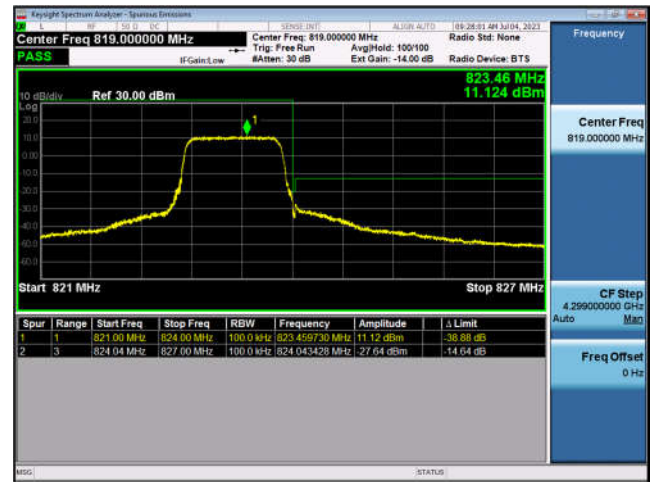 Keysight Spectrum Analyzer - Spurious Emissions
L RF 50 Ω DC SENSE:INT ALIGN AUTO 09:28:01 AM Jul 04, 2023
Center Freq 819.000000 MHz
Center Freq: 819.000000 MHz
Radio Std: None
Trig: Free Run
Avg|Hold: 100/100
PASS
IFGain:Low
#Atten: 30 dB
Ext Gain: -14.00 dB
Radio Device: BTS
823.46 MHz
11.124 dBm
10 dB/div
Ref 30.00 dBm
Log
20.0
10.0
0.00
-10.0
-20.0
-30.0
-40.0
-50.0
-60.0
1
Start 821 MHz
Stop 827 MHz
Spur Range Start Freq Stop Freq RBW Frequency Amplitude Δ Limit
1 1 821.00 MHz 824.00 MHz 100.0 kHz 823.459730 MHz 11.12 dBm -38.88 dB
2 3 824.04 MHz 827.00 MHz 100.0 kHz 824.043428 MHz -27.64 dBm -14.64 dB
MSG
STATUS
Frequency
Center Freq
819.000000 MHz
CF Step
4.299000000 GHz
Auto Man
Freq Offset
0 Hz